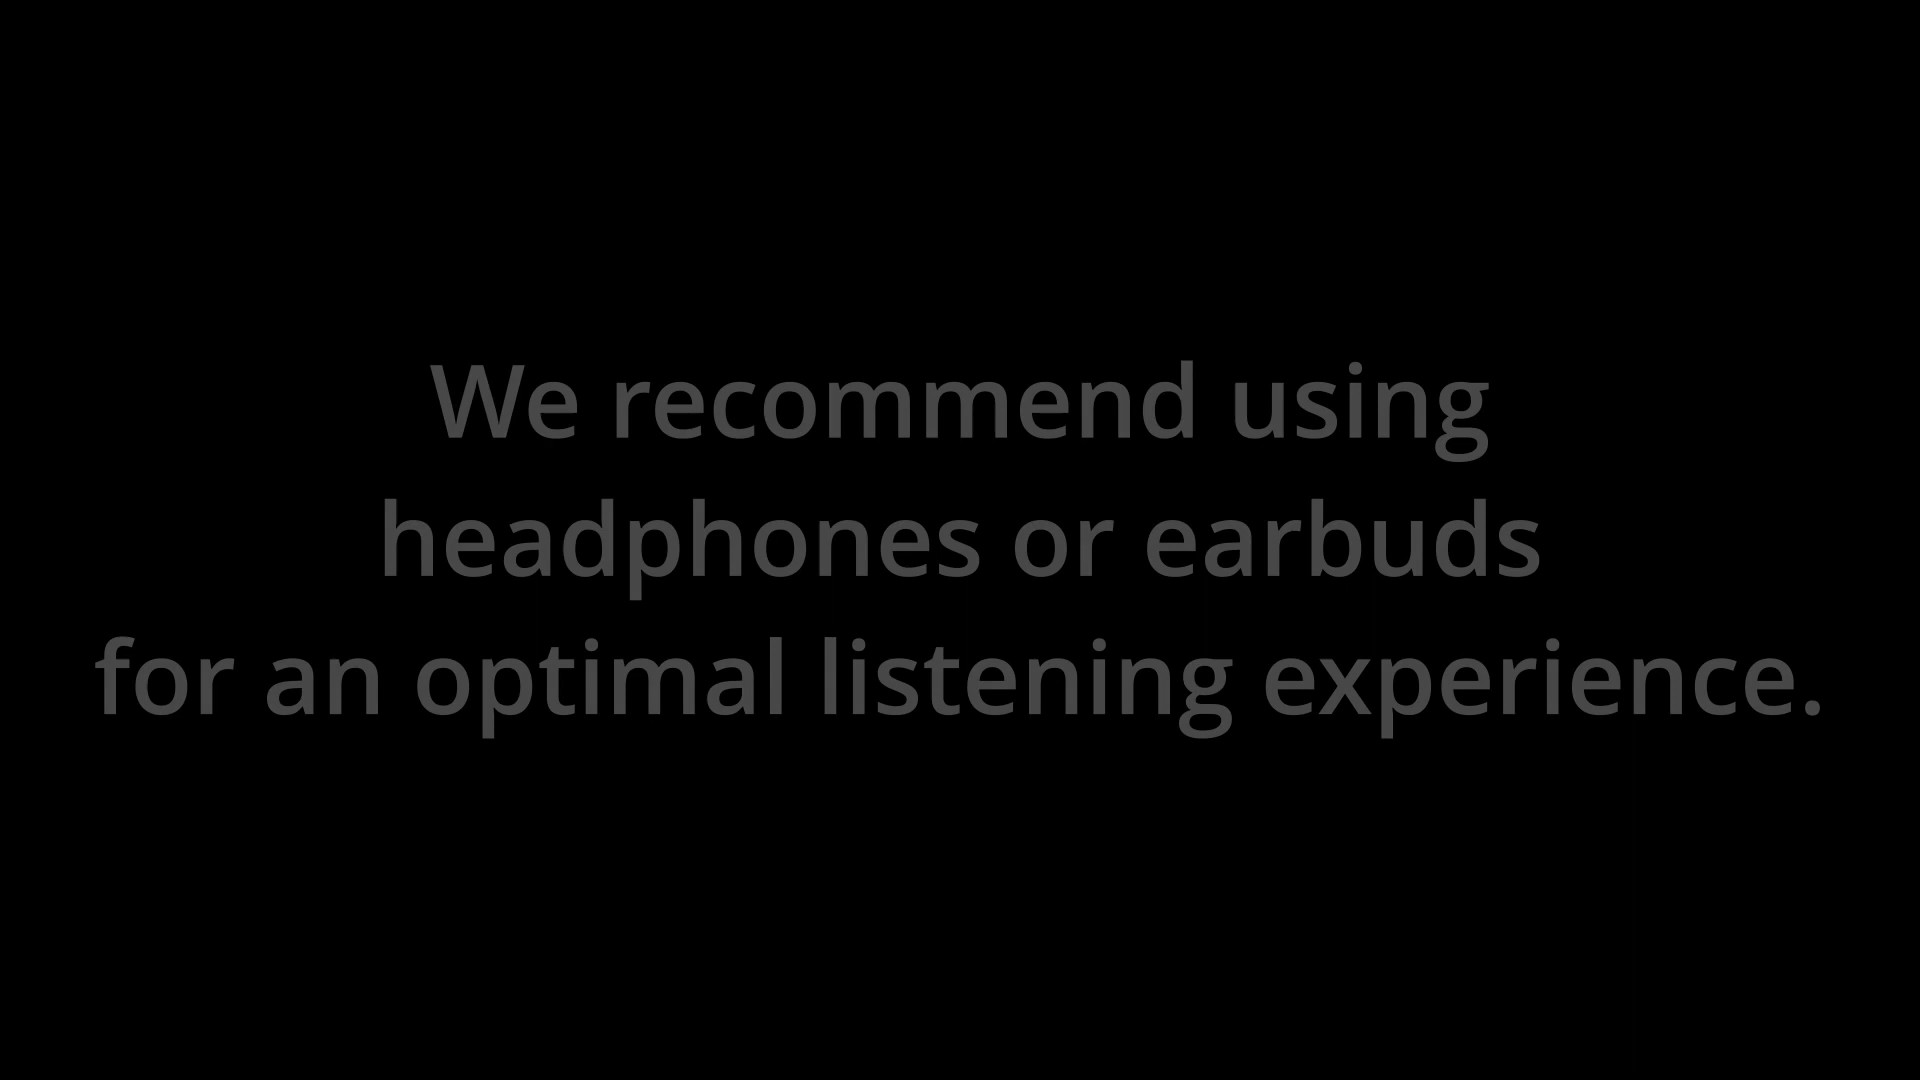 We recommend using
headphones or earbuds
for an optimal listening experience.